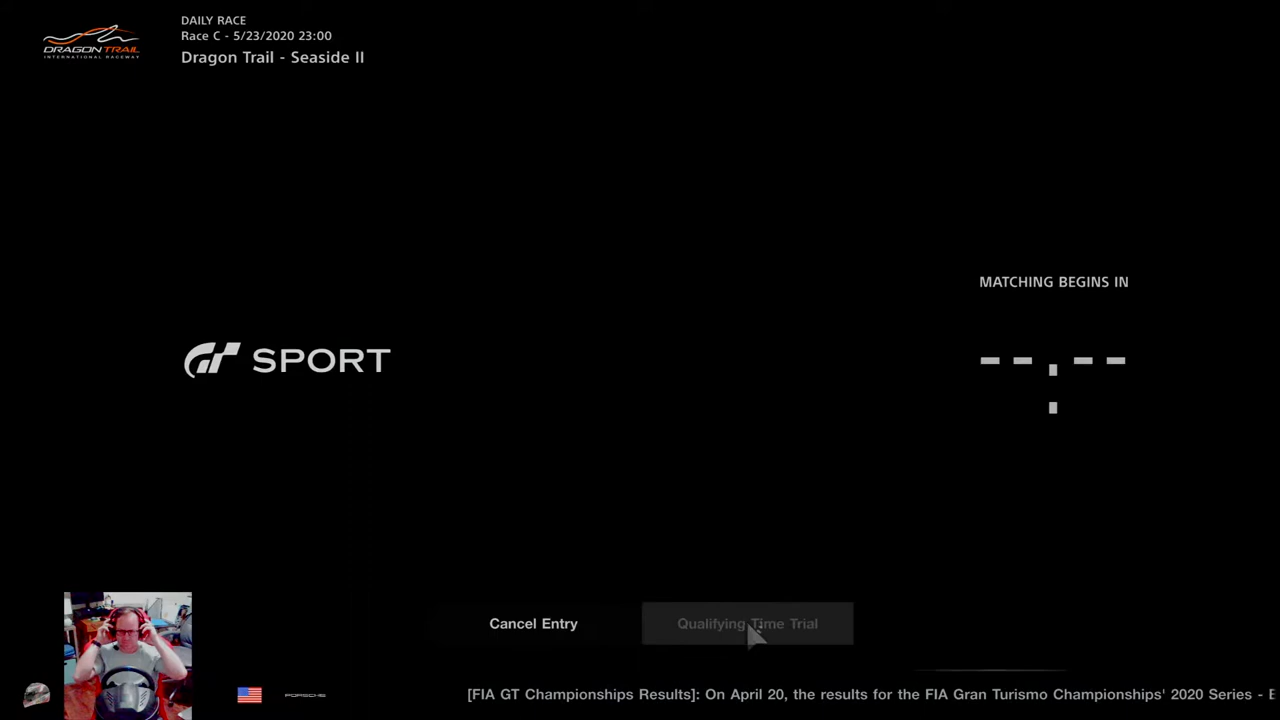 DAILY RACE
Race C - 5/23/2020 23:00
Dragon Trail - Seaside II
DRAGON TRAIL
INTERNATIONAL RACEWAY
MATCHING BEGINS IN
-- : --
GT SPORT
Cancel Entry
Qualifying Time Trial
PORSCHE
[FIA GT Championships Results]: On April 20, the results for the FIA Gran Turismo Championships' 2020 Series - E